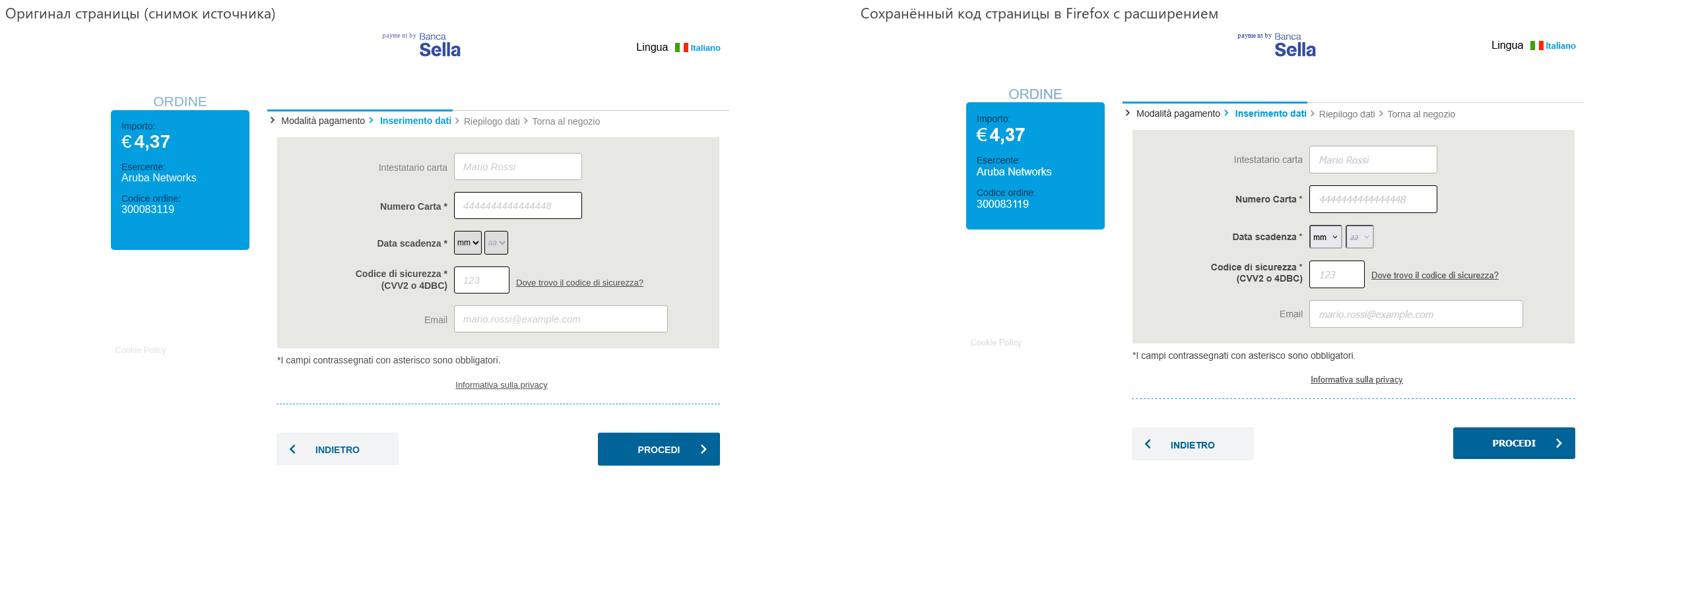 Оригинал страницы (снимок источника)
payment by Banca
Sella
Lingua Italiano
ORDINE
Importo:
€ 4,37
Esercente:
Aruba Networks
Codice ordine:
300083119
Modalità pagamento Inserimento dati Riepilogo dati Torna al negozio
Intestatario carta Mario Rossi
Numero Carta * 4444444444444448
Data scadenza * mm aa
Codice di sicurezza *
(CVV2 o 4DBC) 123 Dove trovo il codice di sicurezza?
Email mario.rossi@example.com
Cookie Policy
*I campi contrassegnati con asterisco sono obbligatori.
Informativa sulla privacy
INDIETRO PROCEDI
Сохранённый код страницы в Firefox с расширением
payment by Banca
Sella
Lingua Italiano
ORDINE
Importo:
€ 4,37
Esercente:
Aruba Networks
Codice ordine:
300083119
Modalità pagamento Inserimento dati Riepilogo dati Torna al negozio
Intestatario carta Mario Rossi
Numero Carta * 4444444444444448
Data scadenza * mm aa
Codice di sicurezza *
(CVV2 o 4DBC) 123 Dove trovo il codice di sicurezza?
Email mario.rossi@example.com
Cookie Policy
*I campi contrassegnati con asterisco sono obbligatori.
Informativa sulla privacy
INDIETRO PROCEDI